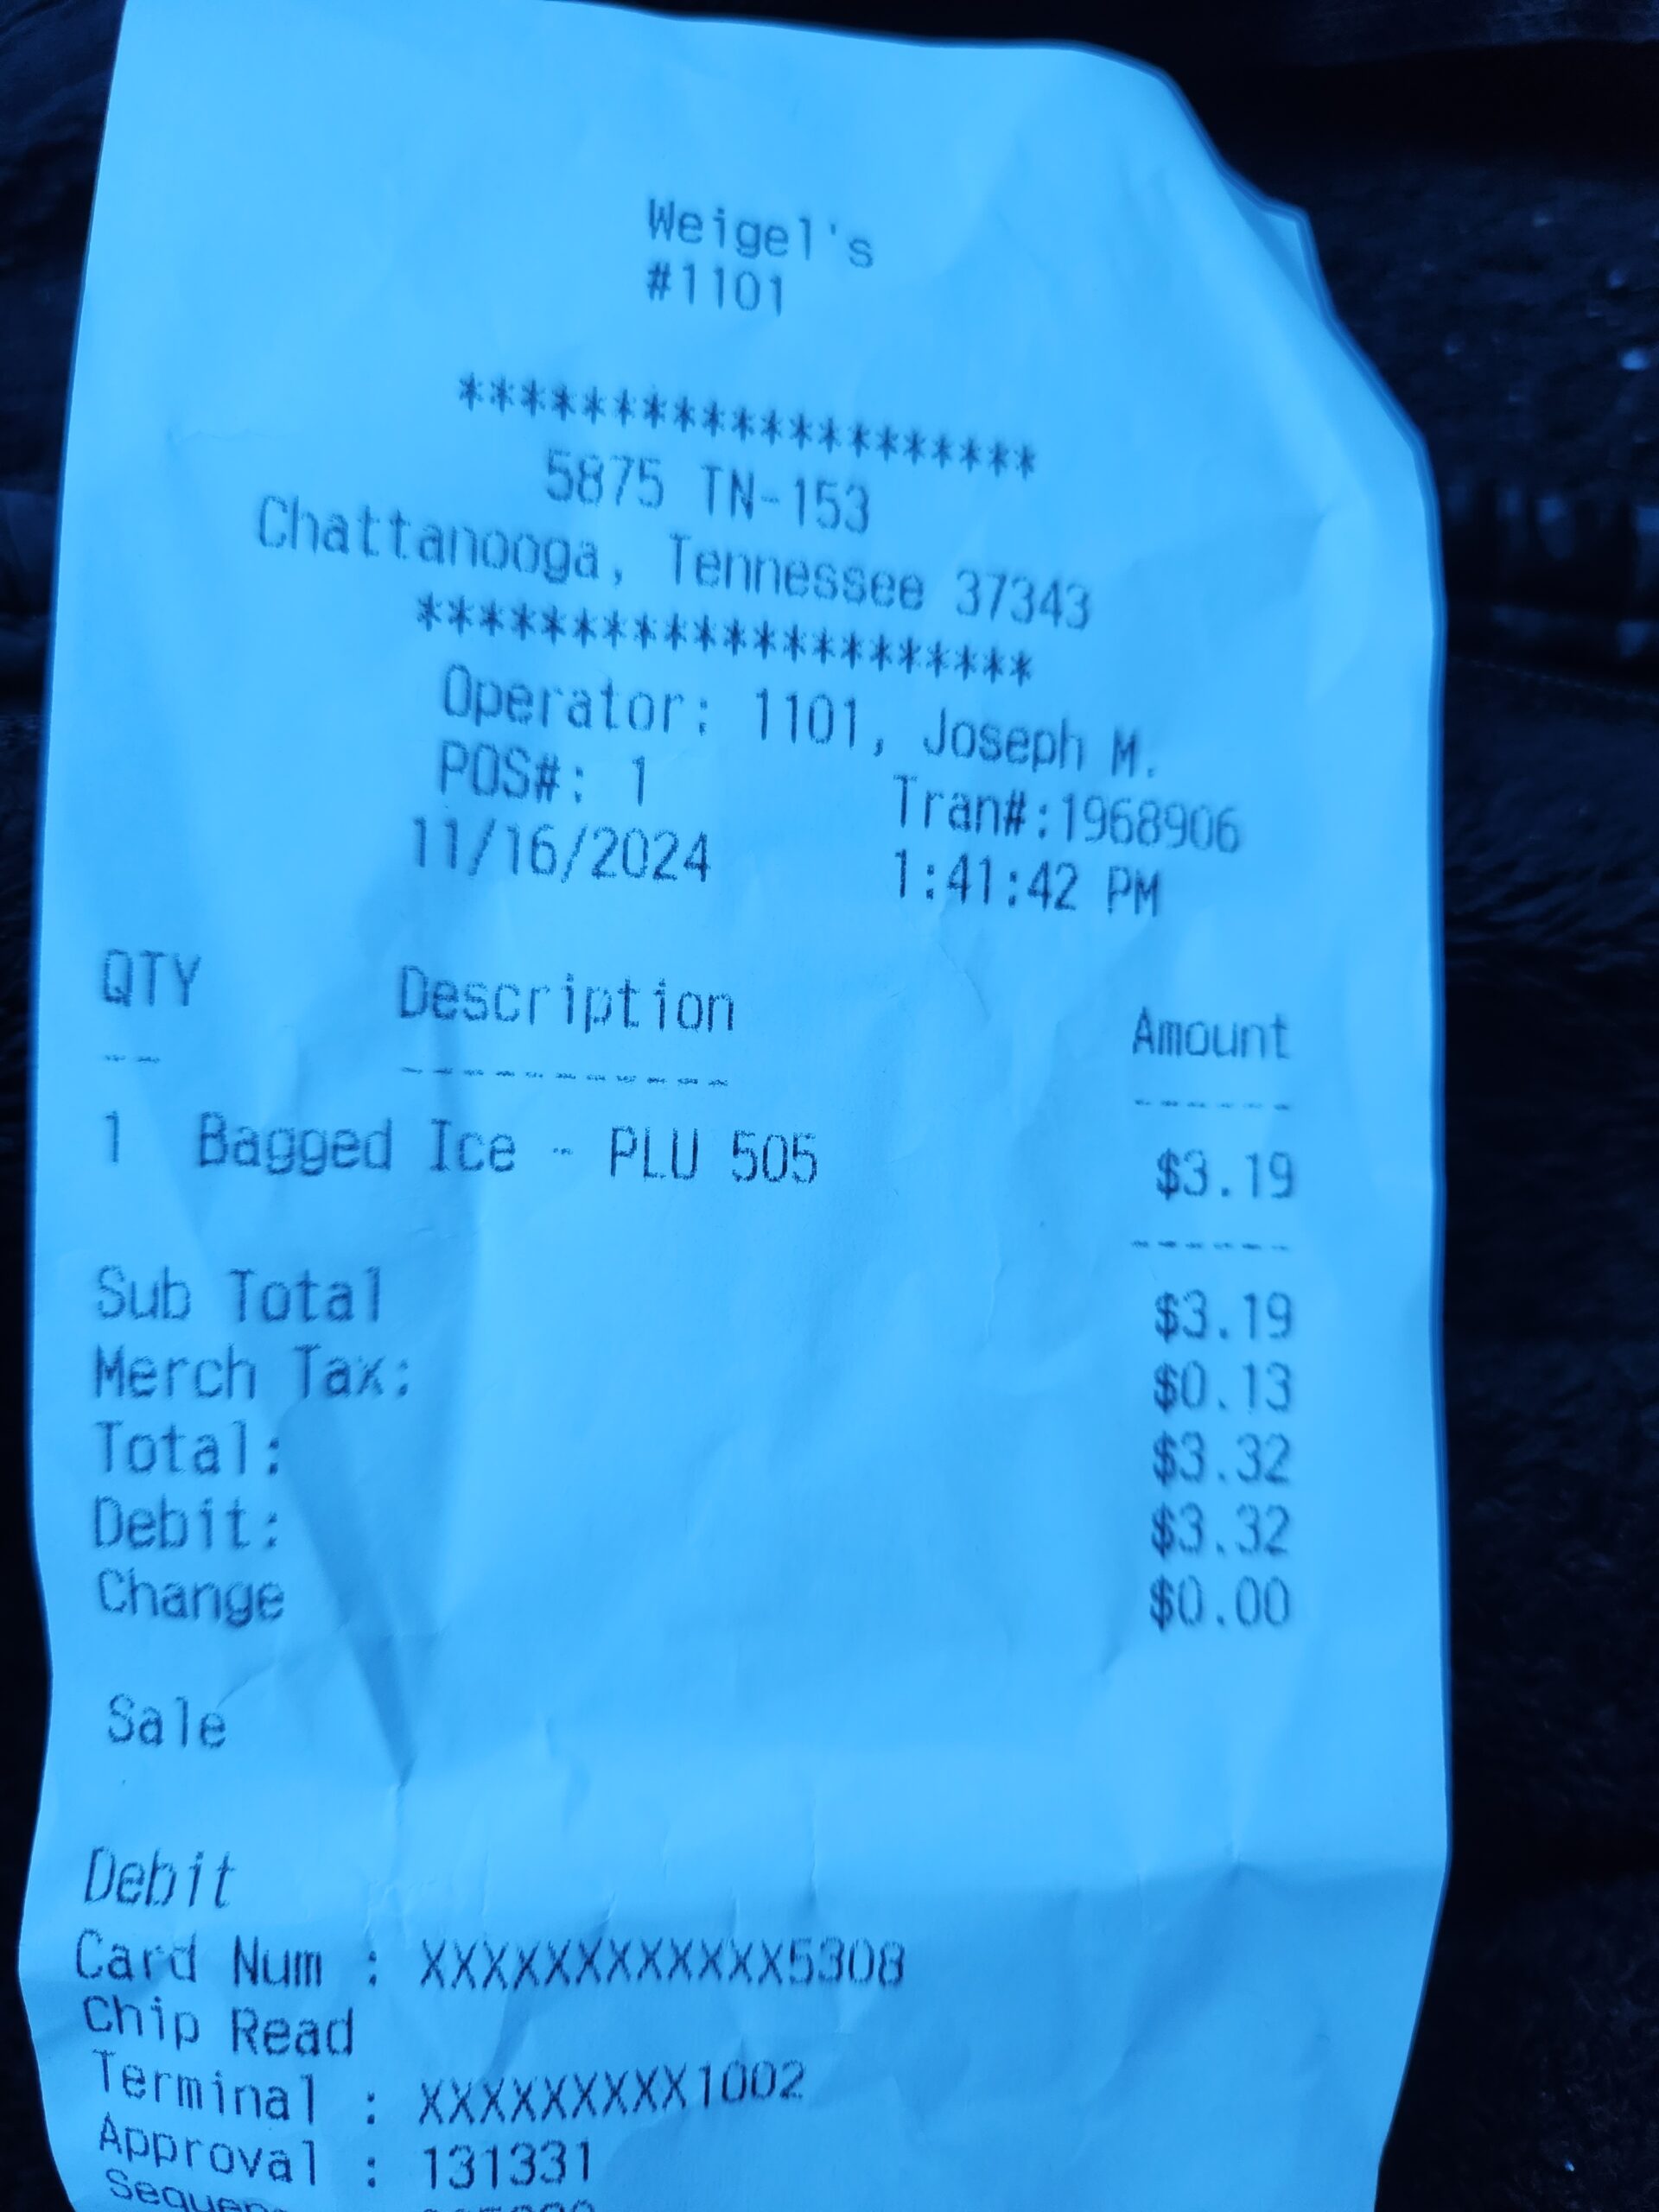 Weigel's
#1101
********************
5875 TN-153
Chattanooga, Tennessee 37343
*********************
Operator: 1101, Joseph M.
POS#: 1 Tran#:1968906
11/16/2024 1:41:42 PM
QTY Description Amount
-- ----------- ------
1 Bagged Ice - PLU 505 $3.19
------
Sub Total $3.19
Merch Tax: $0.13
Total: $3.32
Debit: $3.32
Change $0.00
Sale
Debit
Card Num : XXXXXXXXXXXX5308
Chip Read
Terminal : XXXXXXXXX1002
Approval : 131331